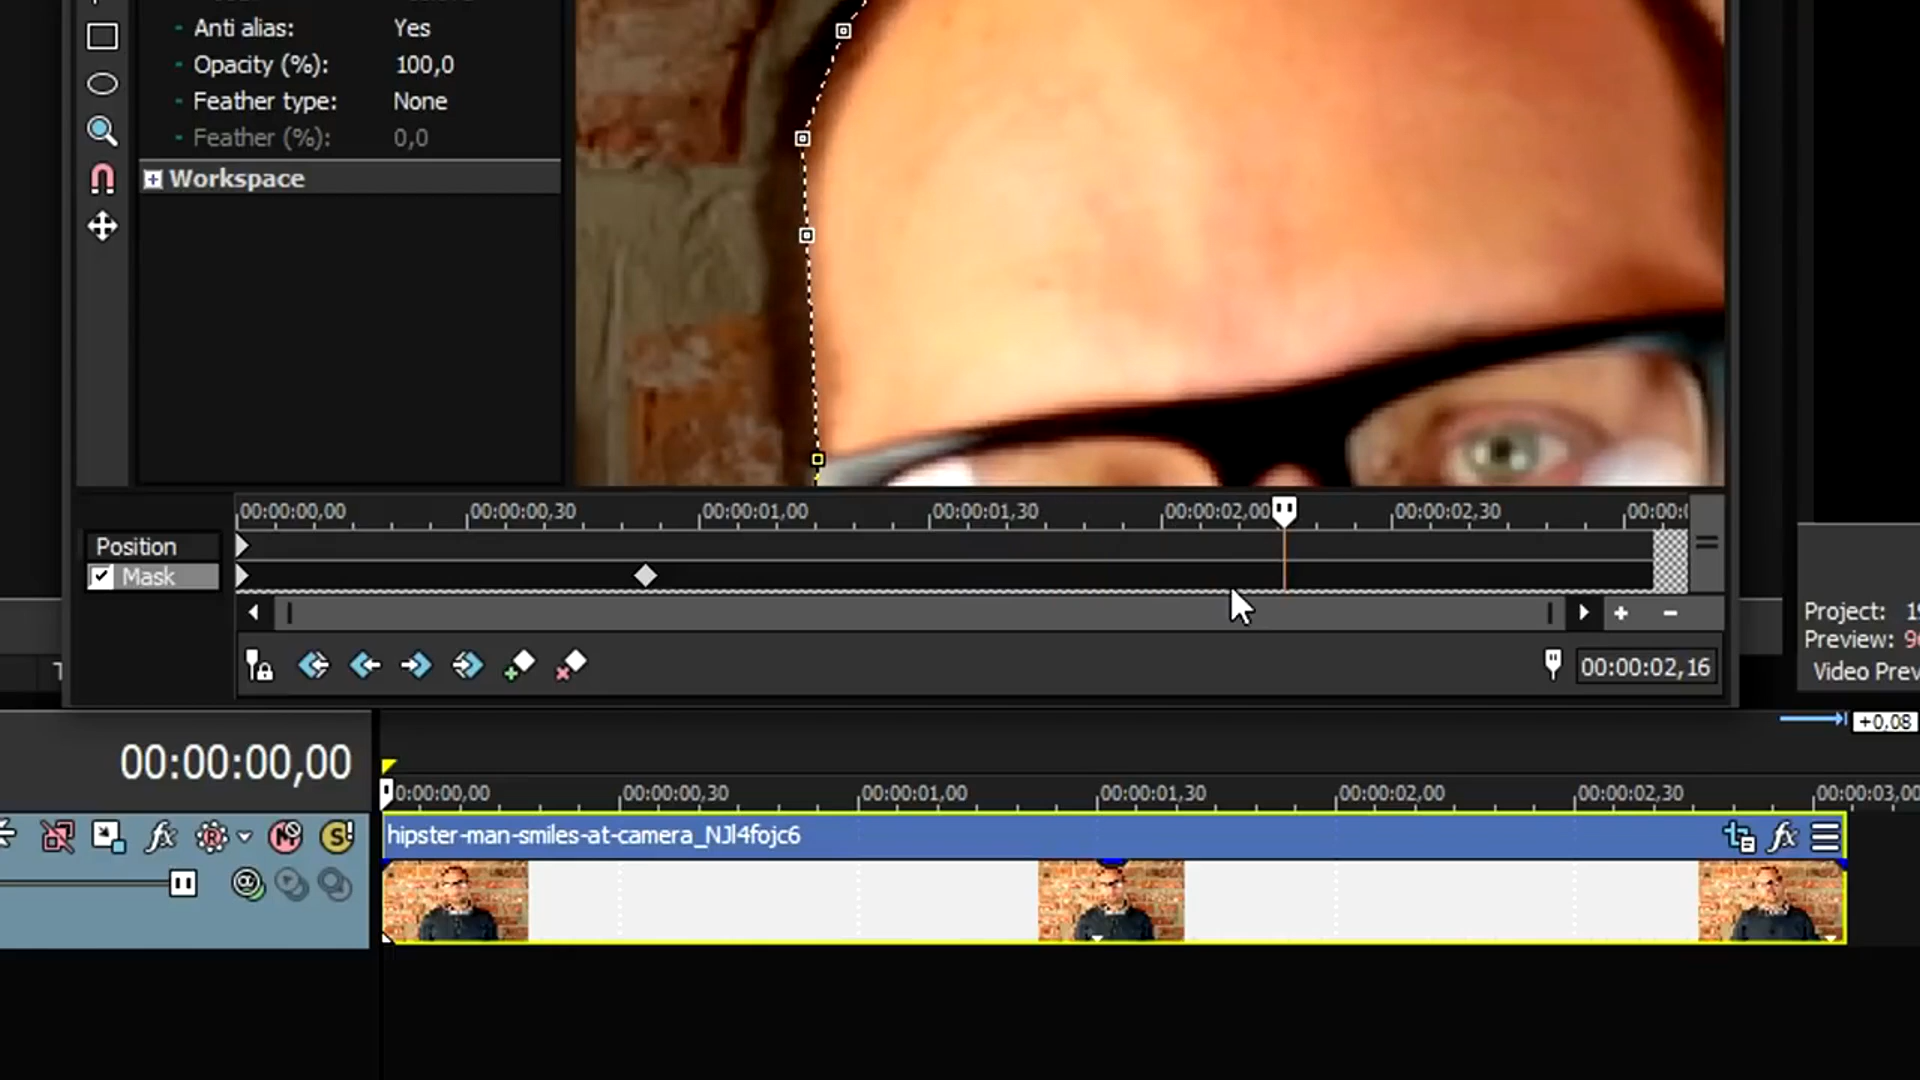 Anti alias: Yes
Opacity (%): 100,0
Feather type: None
Feather (%): 0,0
Workspace
00:00:00,00 00:00:00,30 00:00:01,00 00:00:01,30 00:00:02,00 00:00:02,30 00:00:
Position
Mask
00:00:02,16
Project: 19
Preview: 96
Video Prev
+0,08
00:00:00,00
0:00:00,00 00:00:00,30 00:00:01,00 00:00:01,30 00:00:02,00 00:00:02,30 00:00:03,00
hipster-man-smiles-at-camera_NJl4fojc6